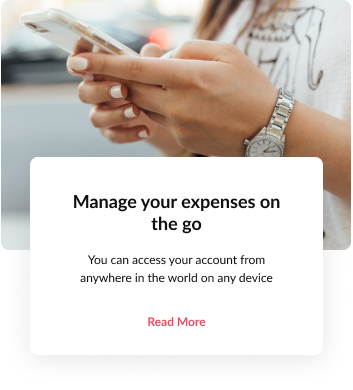 Manage your expenses on
the go
You can access your account from
anywhere in the world on any device
Read More